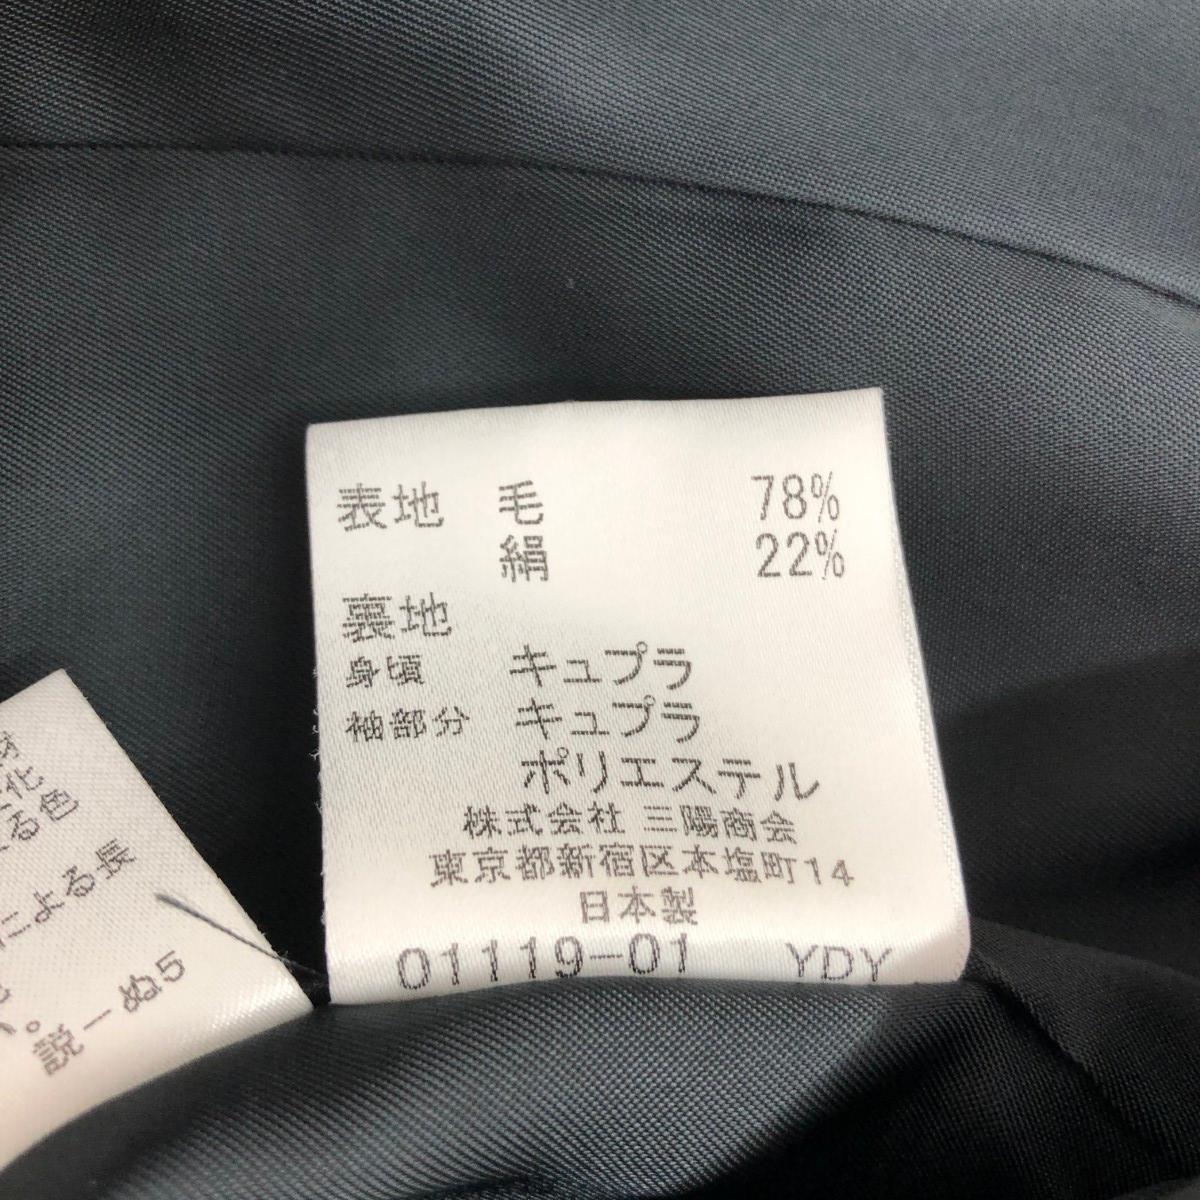 表地 毛 78%
絹 22%
裏地
身頃 キュプラ
袖部分 キュプラ
ポリエステル
株式会社 三陽商会
東京都新宿区本塩町14
日本製
01119-01 YDY
化
る色
による長
。
説-ぬ5